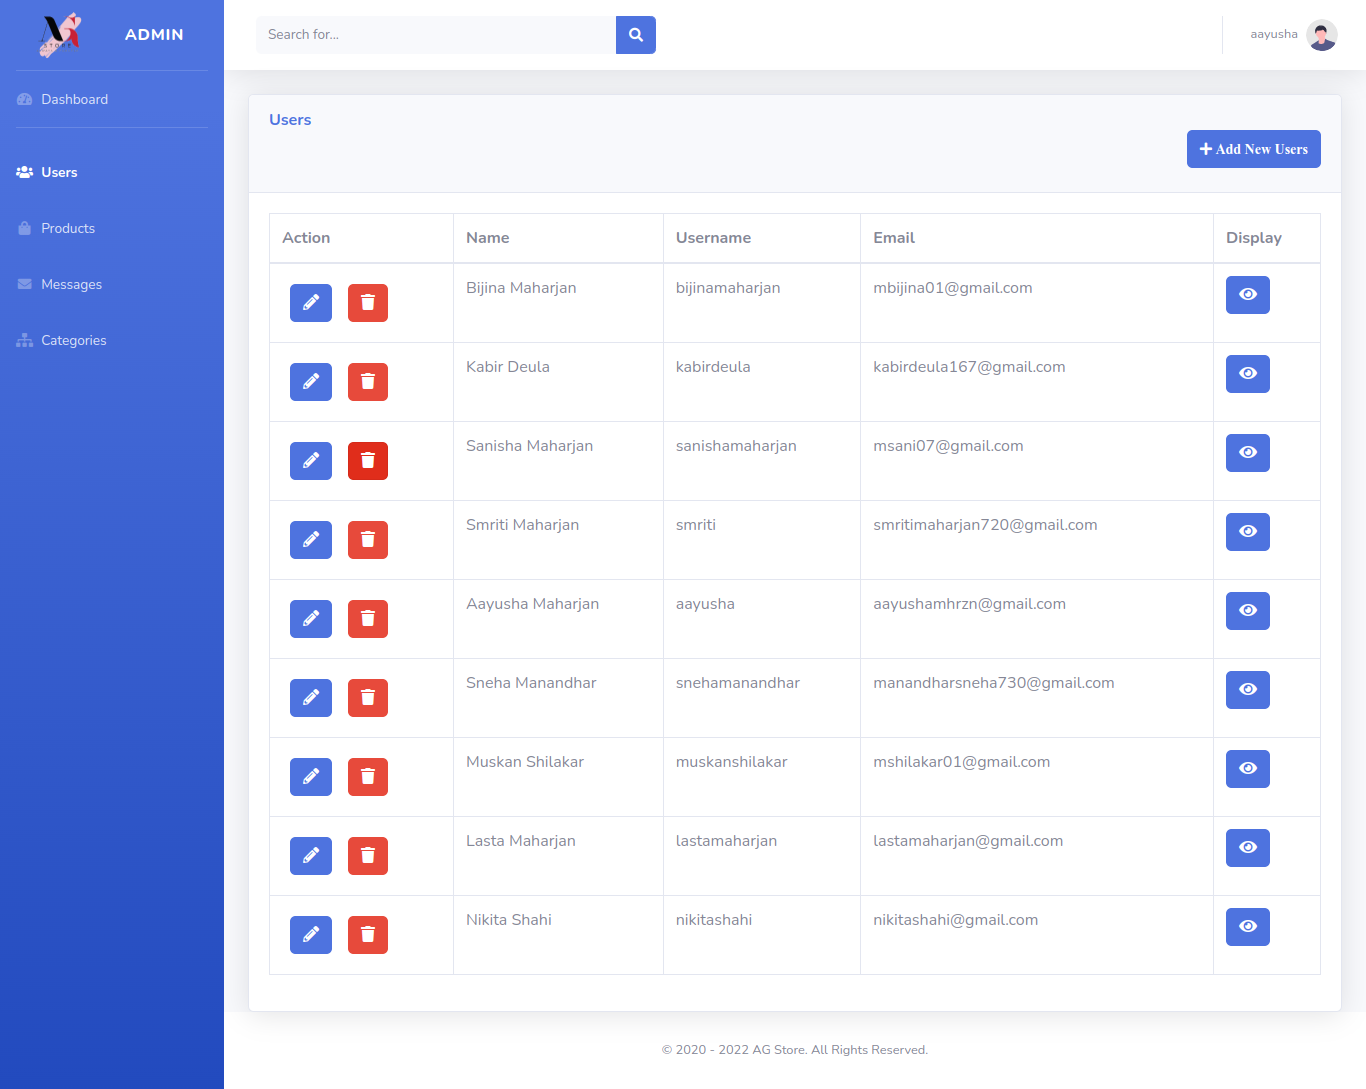 ADMIN
Search for...
aayusha
Dashboard
Users
Products
Messages
Categories
Users
Add New Users
Action Name Username Email Display
Bijina Maharjan bijinamaharjan mbijina01@gmail.com
Kabir Deula kabirdeula kabirdeula167@gmail.com
Sanisha Maharjan sanishamaharjan msani07@gmail.com
Smriti Maharjan smriti smritimaharjan720@gmail.com
Aayusha Maharjan aayusha aayushamhrzn@gmail.com
Sneha Manandhar snehamanandhar manandharsneha730@gmail.com
Muskan Shilakar muskanshilakar mshilakar01@gmail.com
Lasta Maharjan lastamaharjan lastamaharjan@gmail.com
Nikita Shahi nikitashahi nikitashahi@gmail.com
© 2020 - 2022 AG Store. All Rights Reserved.